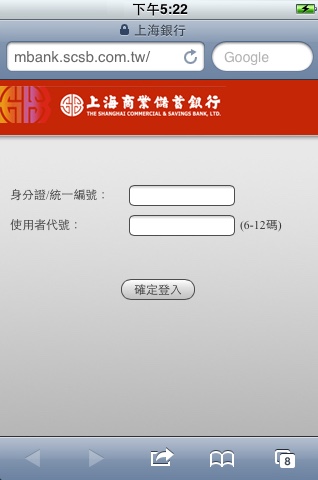 下午5:22
上海銀行
mbank.scsb.com.tw/
Google
上海商業儲蓄銀行
THE SHANGHAI COMMERCIAL & SAVINGS BANK, LTD.
身分證/統一編號：
使用者代號：
(6-12碼)
確定登入
8